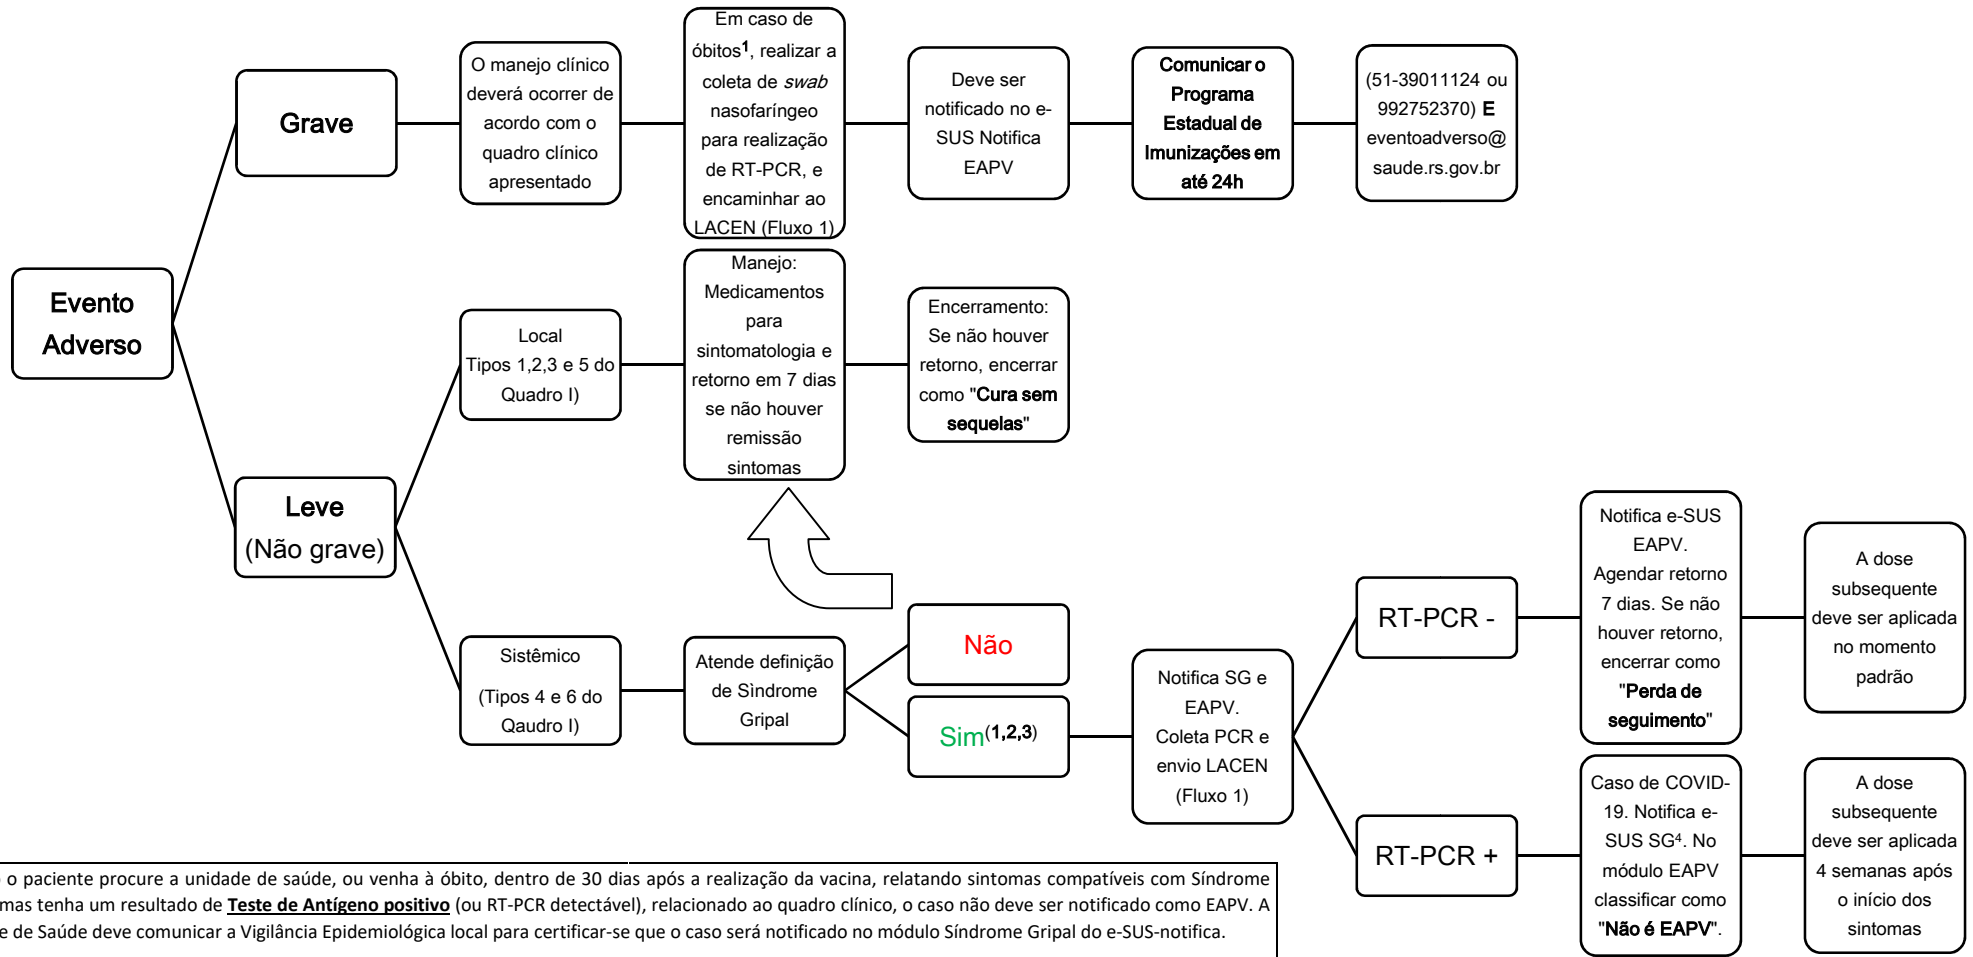 Evento
Adverso
Grave
O manejo clínico
deverá ocorrer de
acordo com o
quadro clínico
apresentado
Em caso de
óbitos¹, realizar a
coleta de swab
nasofaríngeo
para realização
de RT-PCR, e
encaminhar ao
LACEN (Fluxo 1)
Deve ser
notificado no e-
SUS Notifica
EAPV
Comunicar o
Programa
Estadual de
Imunizações em
até 24h
(51-39011124 ou
992752370) E
eventoadverso@
saude.rs.gov.br
Leve
(Não grave)
Local
Tipos 1,2,3 e 5 do
Quadro I)
Manejo:
Medicamentos
para
sintomatologia e
retorno em 7 dias
se não houver
remissão
sintomas
Encerramento:
Se não houver
retorno, encerrar
como "Cura sem
sequelas"
Sistêmico
(Tipos 4 e 6 do
Qaudro I)
Atende definição
de Sìndrome
Gripal
Não
Sim(1,2,3)
Notifica SG e
EAPV.
Coleta PCR e
envio LACEN
(Fluxo 1)
RT-PCR -
Notifica e-SUS
EAPV.
Agendar retorno
7 dias. Se não
houver retorno,
encerrar como
"Perda de
seguimento"
A dose
subsequente
deve ser aplicada
no momento
padrão
RT-PCR +
Caso de COVID-
19. Notifica e-
SUS SG⁴. No
módulo EAPV
classificar como
"Não é EAPV".
A dose
subsequente
deve ser aplicada
4 semanas após
o início dos
sintomas
o paciente procure a unidade de saúde, ou venha à óbito, dentro de 30 dias após a realização da vacina, relatando sintomas compatíveis com Síndrome
mas tenha um resultado de Teste de Antígeno positivo (ou RT-PCR detectável), relacionado ao quadro clínico, o caso não deve ser notificado como EAPV. A
e de Saúde deve comunicar a Vigilância Epidemiológica local para certificar-se que o caso será notificado no módulo Síndrome Gripal do e-SUS-notifica.